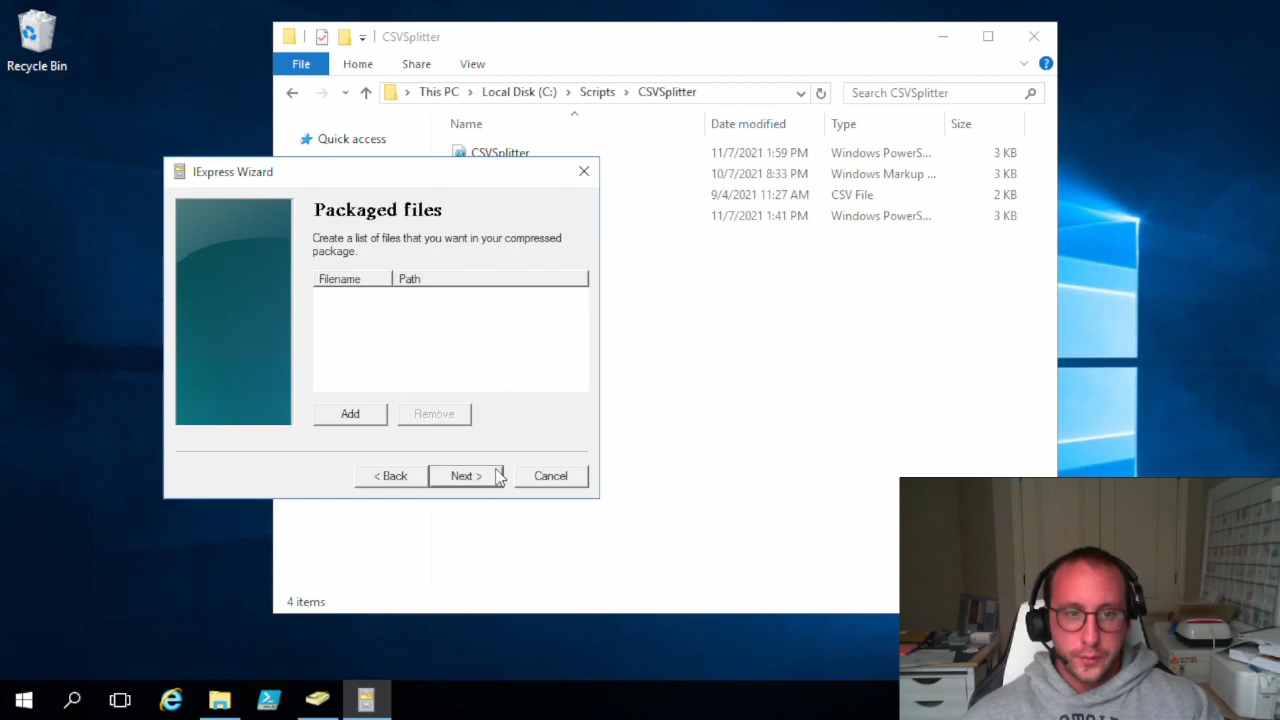 Recycle Bin
CSVSplitter
File Home Share View
This PC Local Disk (C:) Scripts CSVSplitter
Search CSVSplitter
Quick access
Name Date modified Type Size
CSVSplitter 11/7/2021 1:59 PM Windows PowerS... 3 KB
10/7/2021 8:33 PM Windows Markup ... 3 KB
9/4/2021 11:27 AM CSV File 2 KB
11/7/2021 1:41 PM Windows PowerS... 3 KB
IExpress Wizard
Packaged files
Create a list of files that you want in your compressed
package.
Filename Path
Add Remove
< Back Next > Cancel
4 items